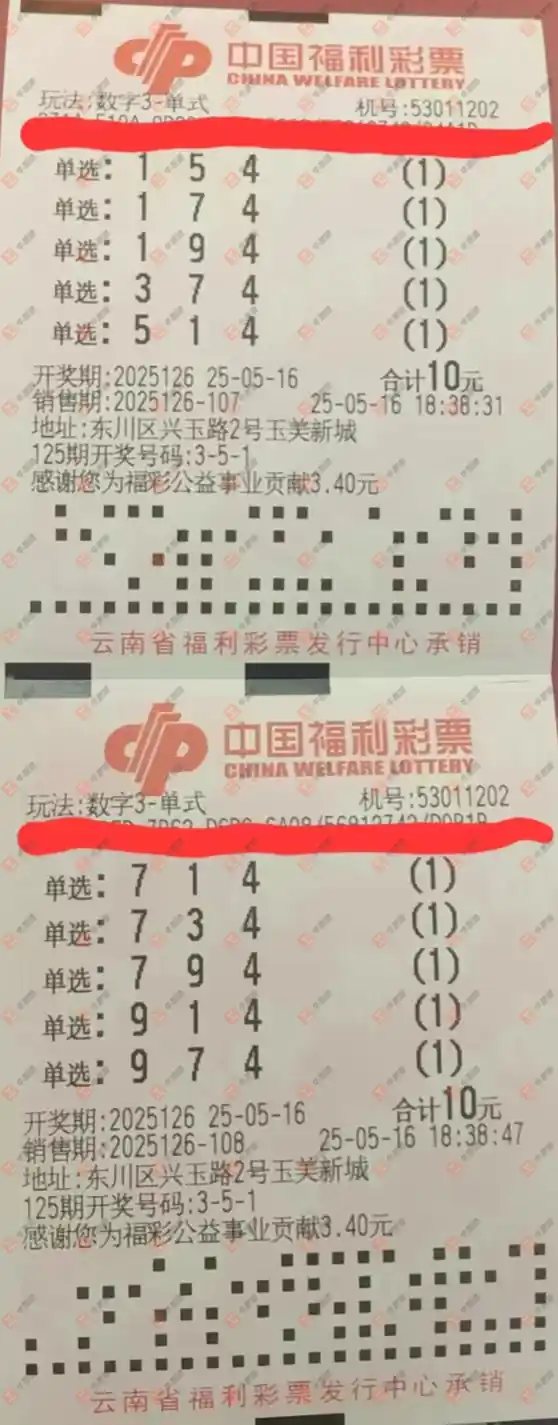 中国福利彩票
CHINA WELFARE LOTTERY
玩法:数字3-单式 机号:53011202
单选: 1 5 4 (1)
单选: 1 7 4 (1)
单选: 1 9 4 (1)
单选: 3 7 4 (1)
单选: 5 1 4 (1)
开奖期:2025126 25-05-16 合计10元
销售期:2025126-107 25-05-16 18:38:31
地址:东川区兴玉路2号玉美新城
125期开奖号码:3-5-1
感谢您为福彩公益事业贡献3.40元
云南省福利彩票发行中心承销
中国福利彩票
CHINA WELFARE LOTTERY
玩法:数字3-单式 机号:53011202
单选: 7 1 4 (1)
单选: 7 3 4 (1)
单选: 7 9 4 (1)
单选: 9 1 4 (1)
单选: 9 7 4 (1)
开奖期:2025126 25-05-16 合计10元
销售期:2025126-108 25-05-16 18:38:47
地址:东川区兴玉路2号玉美新城
125期开奖号码:3-5-1
感谢您为福彩公益事业贡献3.40元
云南省福利彩票发行中心承销